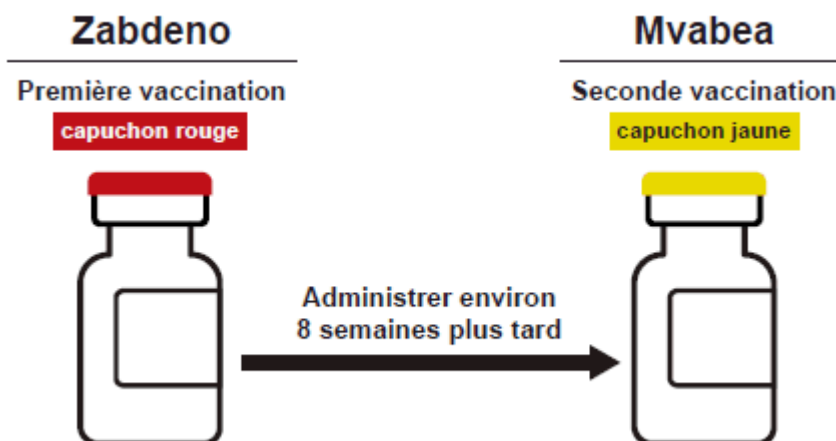 Zabdeno
Première vaccination
capuchon rouge
Mvabea
Seconde vaccination
capuchon jaune
Administrer environ
8 semaines plus tard